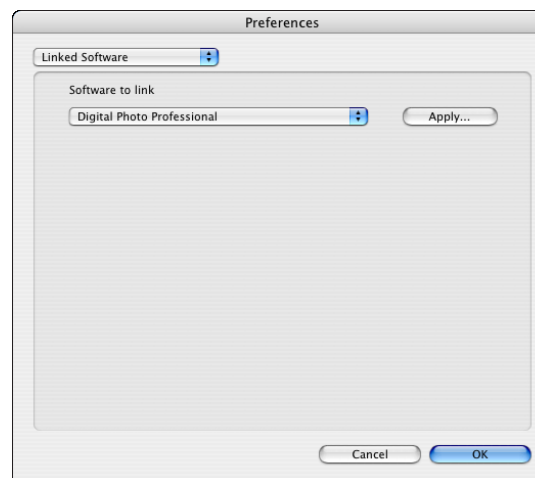 Preferences
Linked Software
Software to link
Digital Photo Professional
Apply...
Cancel
OK